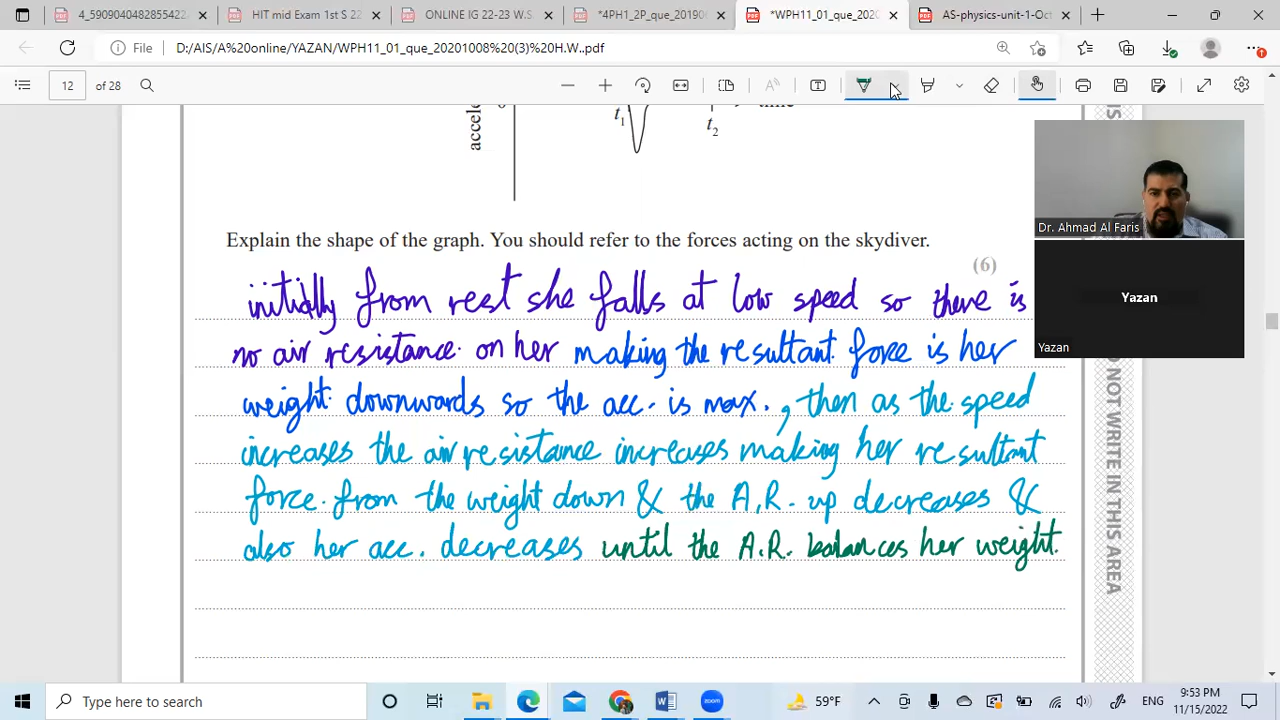 4_5909040482855422
HIT mid Exam 1st S 22
ONLINE IG 22-23 W.S
*4PH1_2P_que_20190
*WPH11_01_que_2020
AS-physics-unit-1-Oct
File D:/AIS/A online/YAZAN/WPH11_01_que_20201008 (3) H.W..pdf
12 of 28
acceler
t1
t2
time
Explain the shape of the graph. You should refer to the forces acting on the skydiver.
(6)
initially from rest she falls at low speed so there is
no air resistance. on her making the resultant force is her
weight. downwards so the acc. is max. , then as the speed
increases the air resistance increases making her resultant
force. from the weight down & the A.R. up decreases &
also her acc. decreases until the A.R. balances her weight.
DO NOT WRITE IN THIS AREA
Dr. Ahmad Al Faris
Yazan
Yazan
Type here to search
59°F
ENG
9:53 PM
11/15/2022